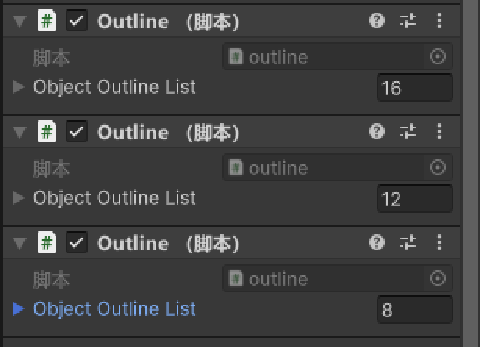 Outline （脚本）
脚本 outline
Object Outline List 16
Outline （脚本）
脚本 outline
Object Outline List 12
Outline （脚本）
脚本 outline
Object Outline List 8